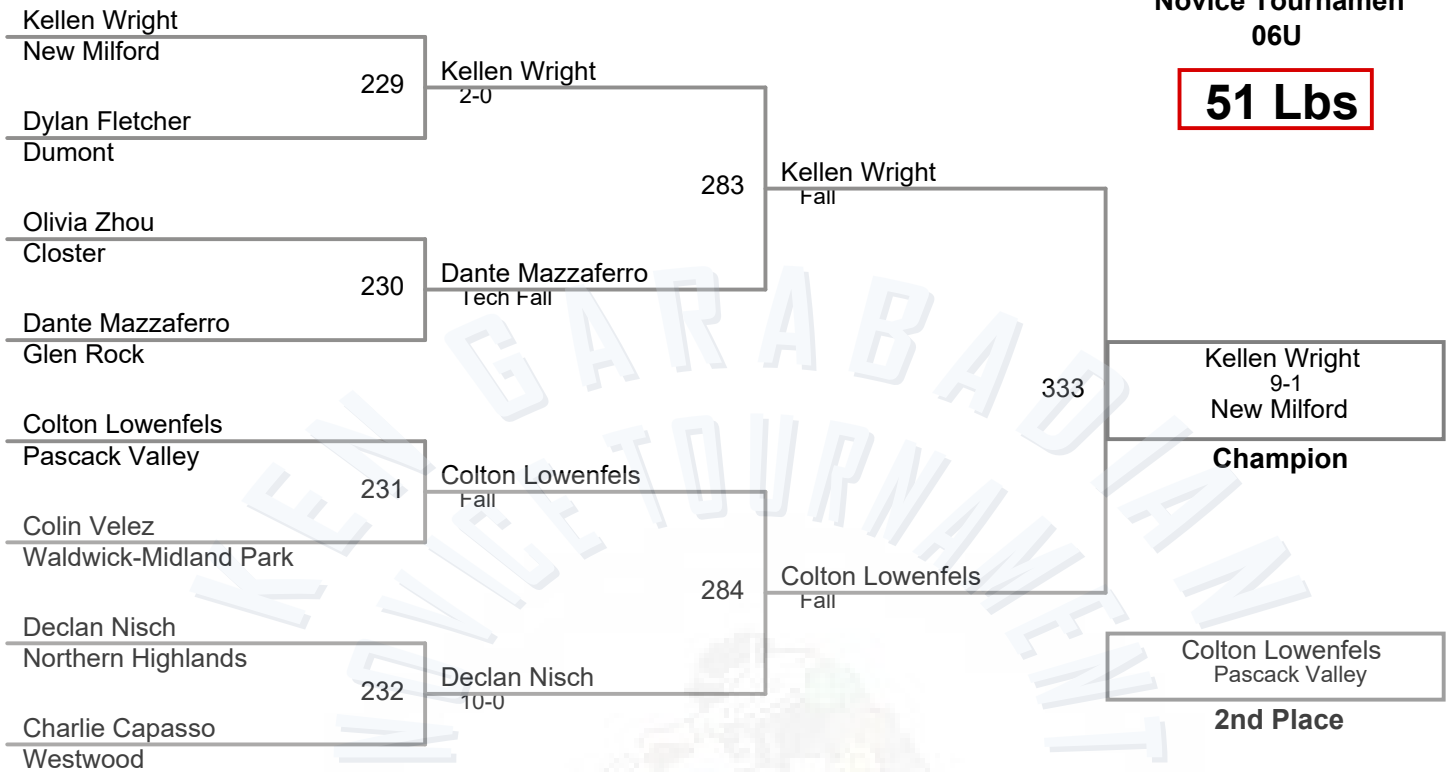 Novice Tournamen
06U
51 Lbs
Kellen Wright
New Milford
229
Kellen Wright
2-0
Dylan Fletcher
Dumont
283
Kellen Wright
Fall
Olivia Zhou
Closter
230
Dante Mazzaferro
Tech Fall
Dante Mazzaferro
Glen Rock
333
Kellen Wright
9-1
New Milford
Champion
Colton Lowenfels
Pascack Valley
231
Colton Lowenfels
Fall
Colin Velez
Waldwick-Midland Park
284
Colton Lowenfels
Fall
Declan Nisch
Northern Highlands
232
Declan Nisch
10-0
Charlie Capasso
Westwood
Colton Lowenfels
Pascack Valley
2nd Place
KEN GARABADIAN
NOVICE TOURNAMENT